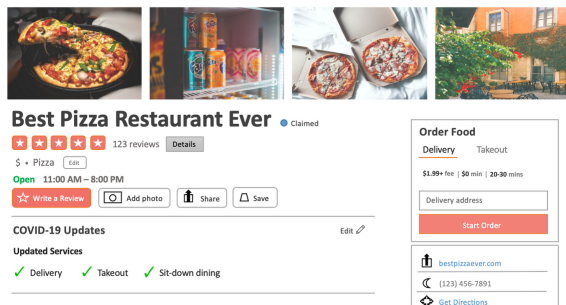 Best Pizza Restaurant Ever Claimed
123 reviews Details
$ • Pizza Edit
Open 11:00 AM – 8:00 PM
Write a Review Add photo Share Save
COVID-19 Updates Edit
Updated Services
Delivery Takeout Sit-down dining
Order Food
Delivery Takeout
$1.99+ fee | $0 min | 20-30 mins
Delivery address
Start Order
bestpizzaever.com
(123) 456-7891
Get Directions